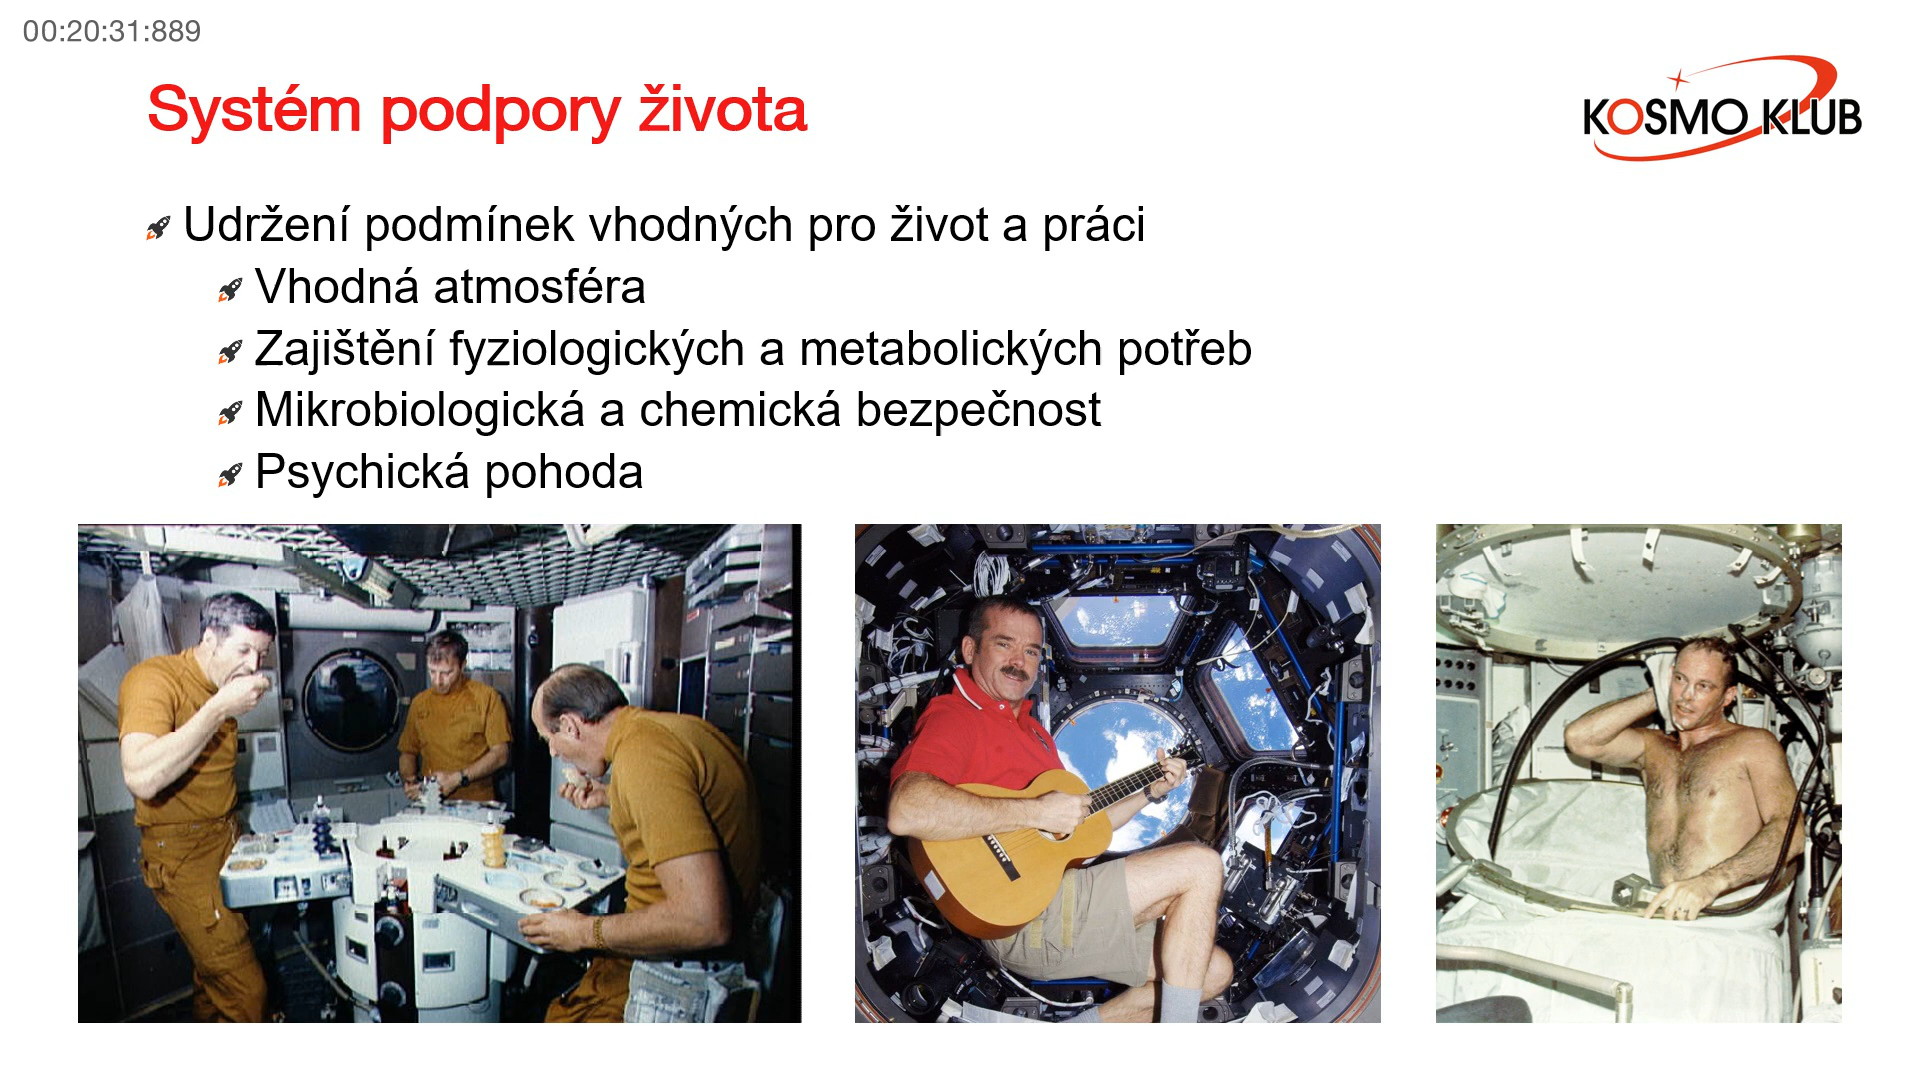 00:20:31:889
Systém podpory života
KOSMO KLUB
Udržení podmínek vhodných pro život a práci
Vhodná atmosféra
Zajištění fyziologických a metabolických potřeb
Mikrobiologická a chemická bezpečnost
Psychická pohoda